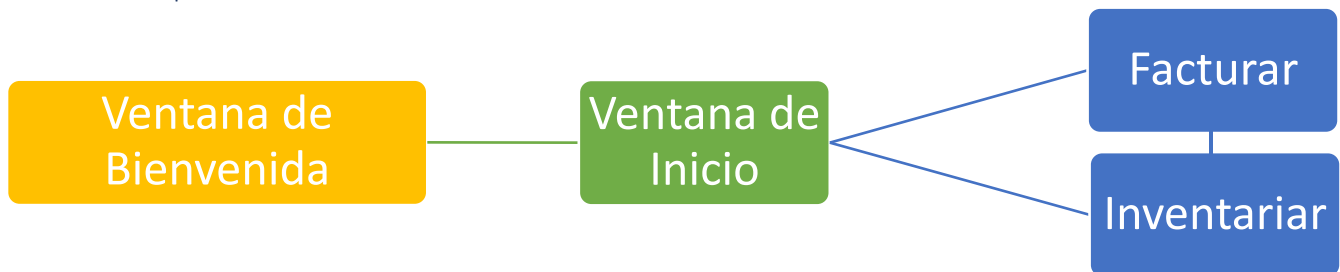 Ventana de
Bienvenida
Ventana de
Inicio
Facturar
Inventariar